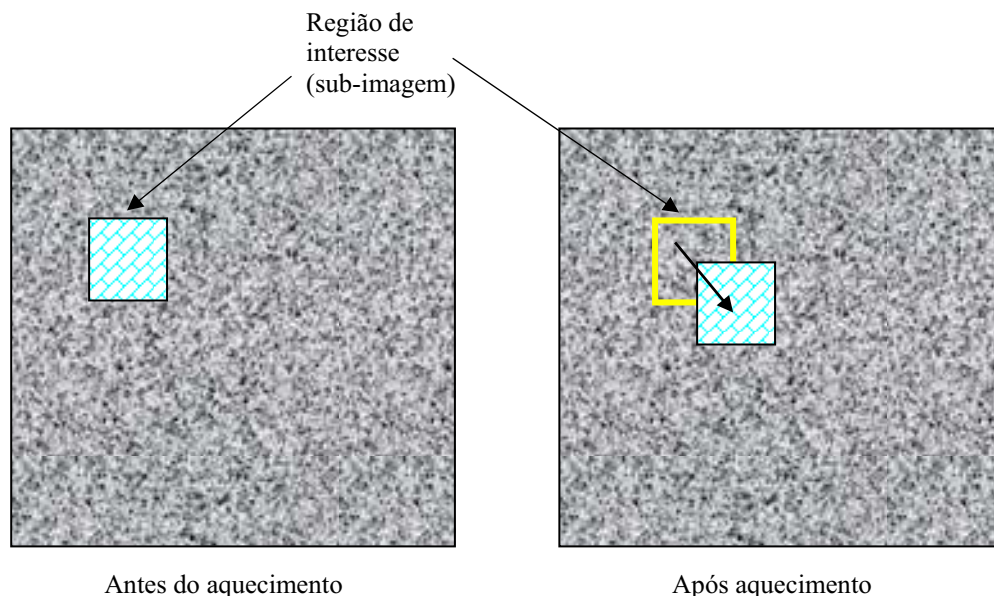 Região de
interesse
(sub-imagem)
Antes do aquecimento
Após aquecimento